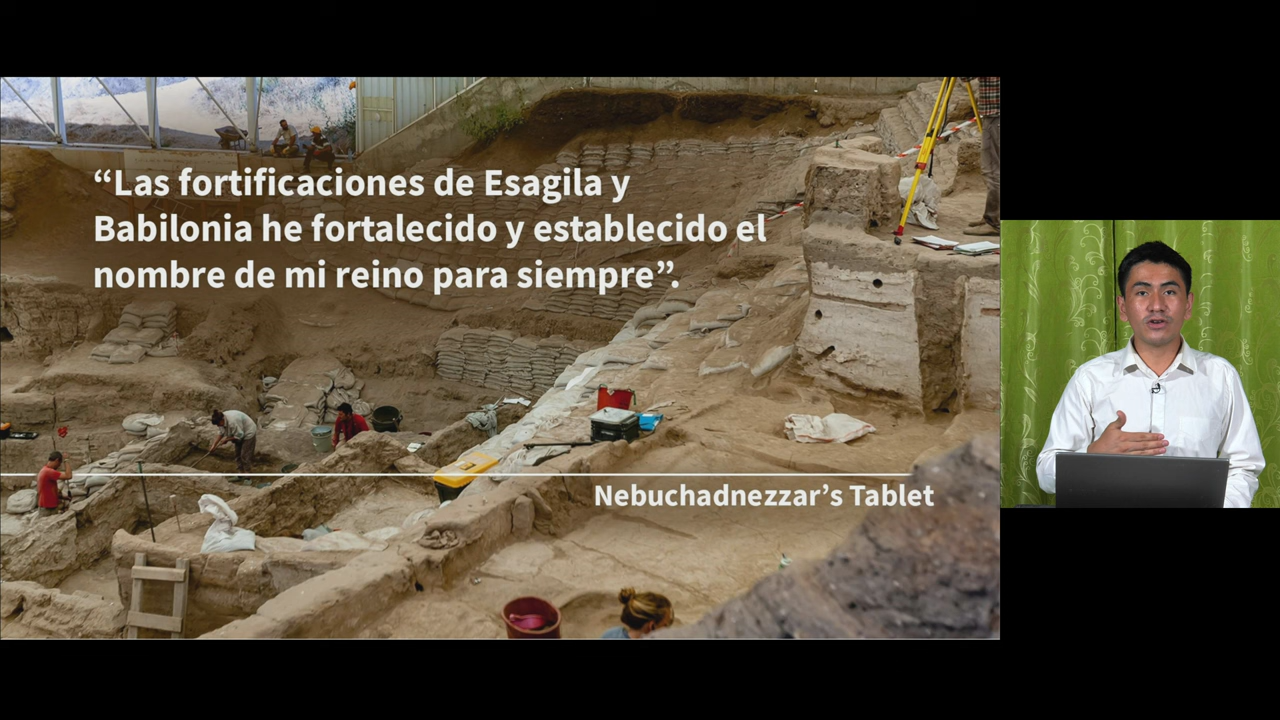 “Las fortificaciones de Esagila y
Babilonia he fortalecido y establecido el
nombre de mi reino para siempre”.
Nebuchadnezzar’s Tablet